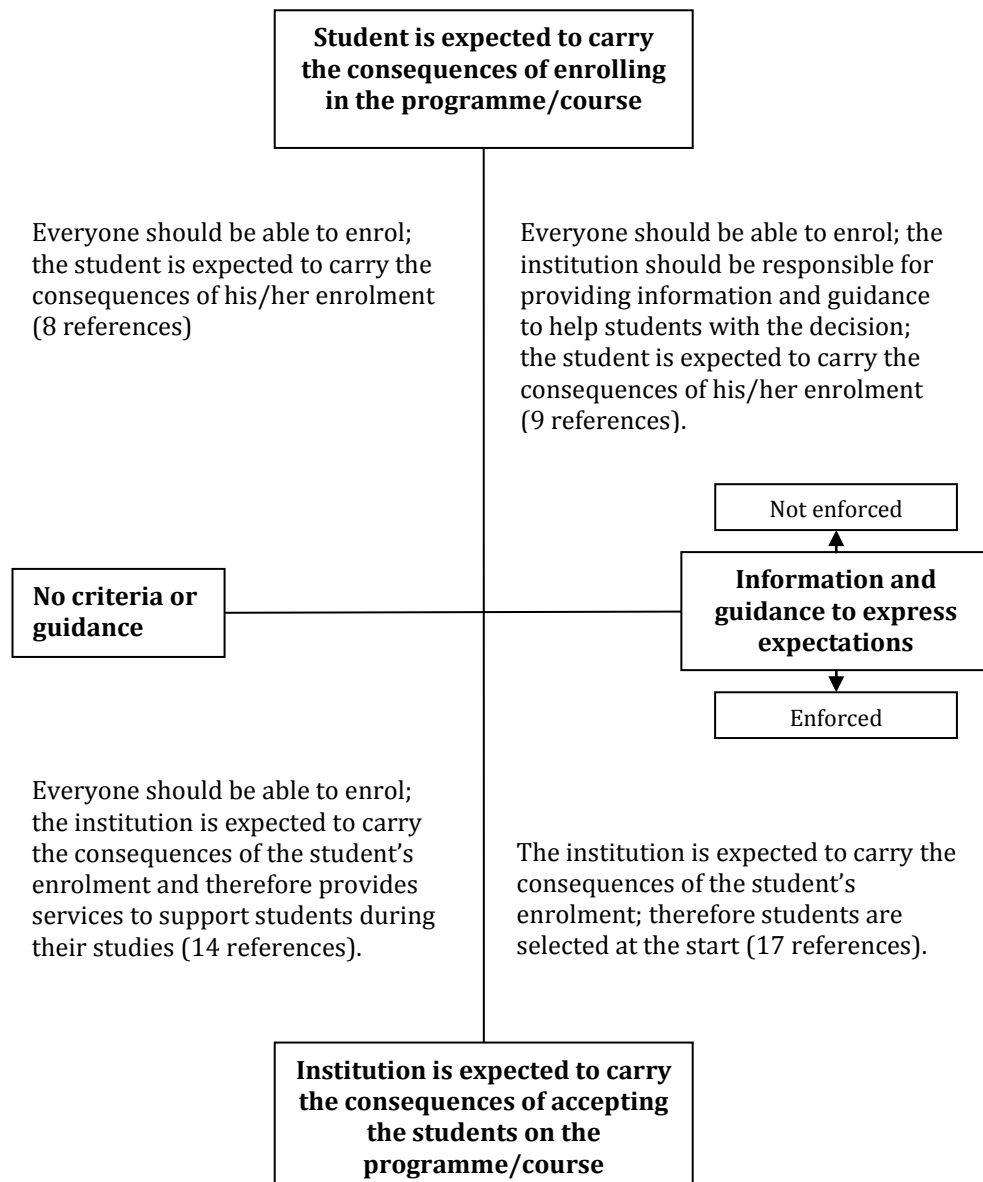 Student is expected to carry
the consequences of enrolling
in the programme/course
Everyone should be able to enrol;
the student is expected to carry the
consequences of his/her enrolment
(8 references)
Everyone should be able to enrol; the
institution should be responsible for
providing information and guidance
to help students with the decision;
the student is expected to carry the
consequences of his/her enrolment
(9 references).
Not enforced
No criteria or
guidance
Information and
guidance to express
expectations
Enforced
Everyone should be able to enrol;
the institution is expected to carry
the consequences of the student’s
enrolment and therefore provides
services to support students during
their studies (14 references).
The institution is expected to carry the
consequences of the student’s
enrolment; therefore students are
selected at the start (17 references).
Institution is expected to carry
the consequences of accepting
the students on the
programme/course